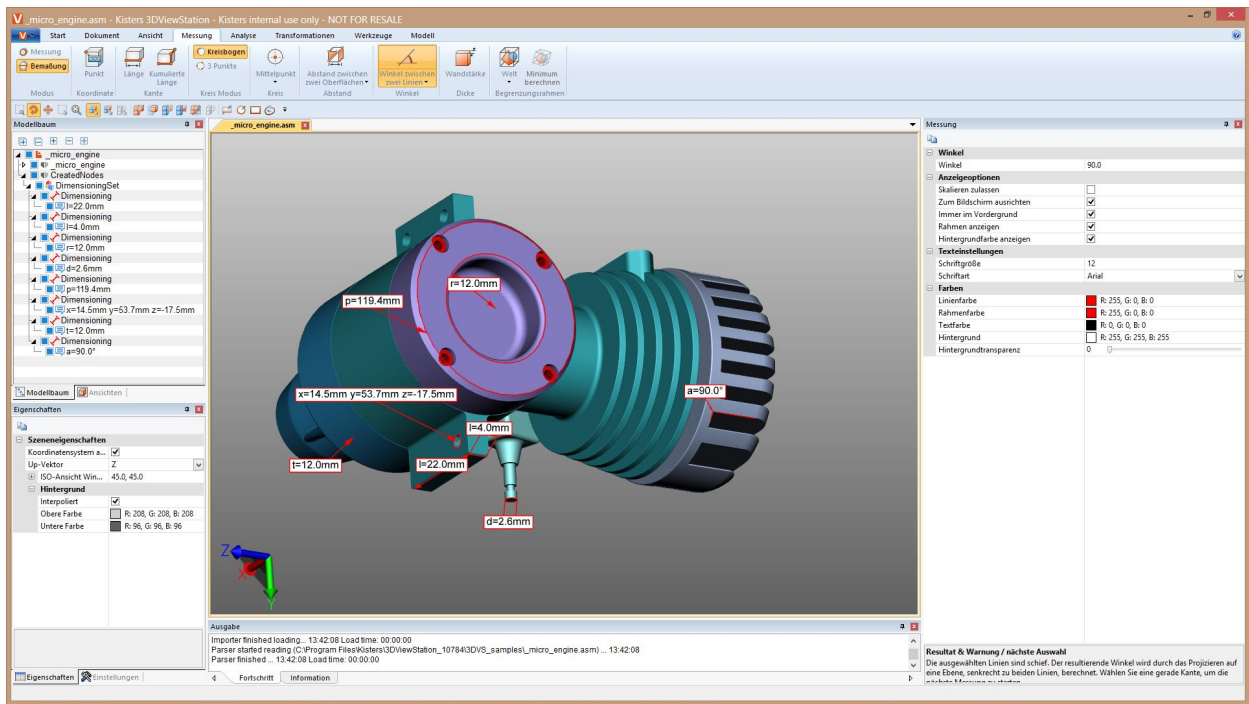 _micro_engine.asm - Kisters 3DViewStation - Kisters internal use only - NOT FOR RESALE
Start Dokument Ansicht Messung Analyse Transformationen Werkzeuge Modell
Messung
Bemaßung
Modus
Punkt
Koordinate
Länge Kumulierte Länge
Kante
Kreisbogen
3 Punkte
Kreis Modus
Mittelpunkt
Kreis
Abstand zwischen zwei Oberflächen
Abstand
Winkel zwischen zwei Linien
Winkel
Wandstärke
Dicke
Welt Minimum berechnen
Begrenzungsrahmen
Modellbaum
_micro_engine
_micro_engine
CreatedNodes
DimensioningSet
Dimensioning
l=22.0mm
Dimensioning
l=4.0mm
Dimensioning
r=12.0mm
Dimensioning
d=2.6mm
Dimensioning
p=119.4mm
Dimensioning
x=14.5mm y=53.7mm z=-17.5mm
Dimensioning
t=12.0mm
Dimensioning
a=90.0°
Modellbaum Ansichten
Eigenschaften
Szeneneigenschaften
Koordinatensystem a...
Up-Vektor Z
ISO-Ansicht Win... 45.0, 45.0
Hintergrund
Interpoliert
Obere Farbe R: 208, G: 208, B: 208
Untere Farbe R: 96, G: 96, B: 96
Eigenschaften Einstellungen
_micro_engine.asm
r=12.0mm
p=119.4mm
x=14.5mm y=53.7mm z=-17.5mm
a=90.0°
l=4.0mm
t=12.0mm
l=22.0mm
d=2.6mm
Z
X
Y
Ausgabe
Importer finished loading... 13:42:08 Load time: 00:00:00
Parser started reading (C:\Program Files\Kisters\3DViewStation_10784\3DVS_samples\_micro_engine.asm) ... 13:42:08
Parser finished ... 13:42:08 Load time: 00:00:00
Fortschritt Information
Messung
Winkel
Winkel 90.0
Anzeigeoptionen
Skalieren zulassen
Zum Bildschirm ausrichten
Immer im Vordergrund
Rahmen anzeigen
Hintergrundfarbe anzeigen
Texteinstellungen
Schriftgröße 12
Schriftart Arial
Farben
Linienfarbe R: 255, G: 0, B: 0
Rahmenfarbe R: 255, G: 0, B: 0
Textfarbe R: 0, G: 0, B: 0
Hintergrund R: 255, G: 255, B: 255
Hintergrundtransparenz 0
Resultat & Warnung / nächste Auswahl
Die ausgewählten Linien sind schief. Der resultierende Winkel wird durch das Projizieren auf
eine Ebene, senkrecht zu beiden Linien, berechnet. Wählen Sie eine gerade Kante, um die
nächste Messung zu starten